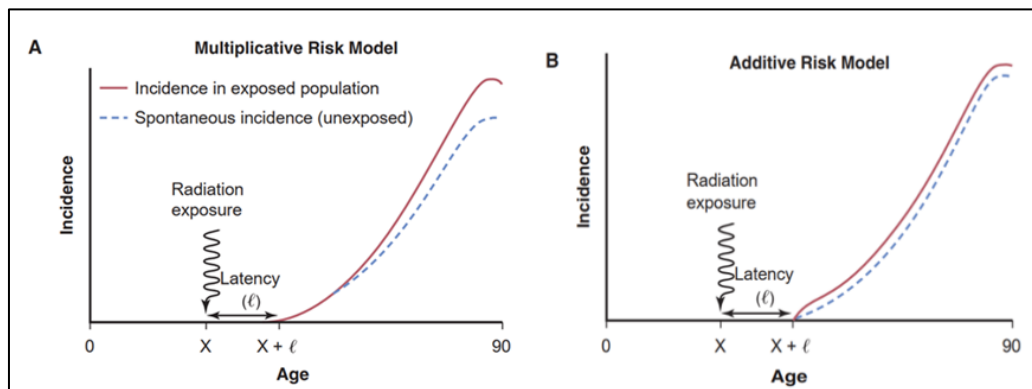 A
Multiplicative Risk Model
Incidence in exposed population
Spontaneous incidence (unexposed)
Radiation
exposure
Latency
(ℓ)
Incidence
0
X
X + ℓ
90
Age
B
Additive Risk Model
Radiation
exposure
Latency
(ℓ)
Incidence
0
X
X + ℓ
90
Age